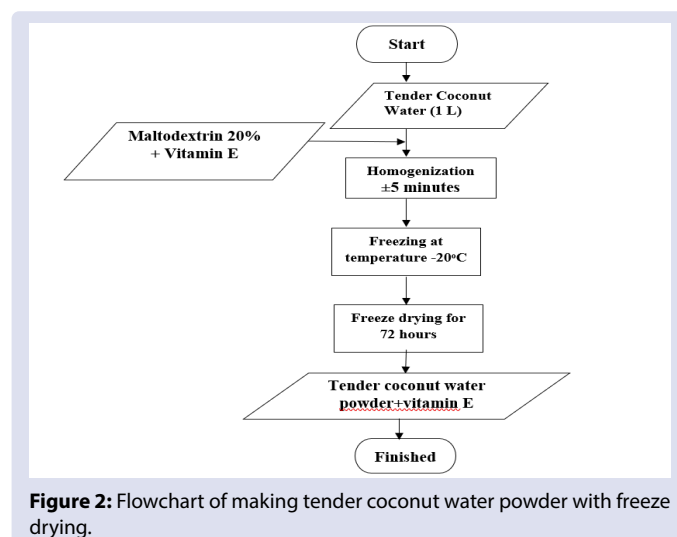 Start
Tender Coconut
Water (1 L)
Maltodextrin 20%
+ Vitamin E
Homogenization
±5 minutes
Freezing at
temperature -20°C
Freeze drying for
72 hours
Tender coconut water
powder+vitamin E
Finished
Figure 2: Flowchart of making tender coconut water powder with freeze
drying.